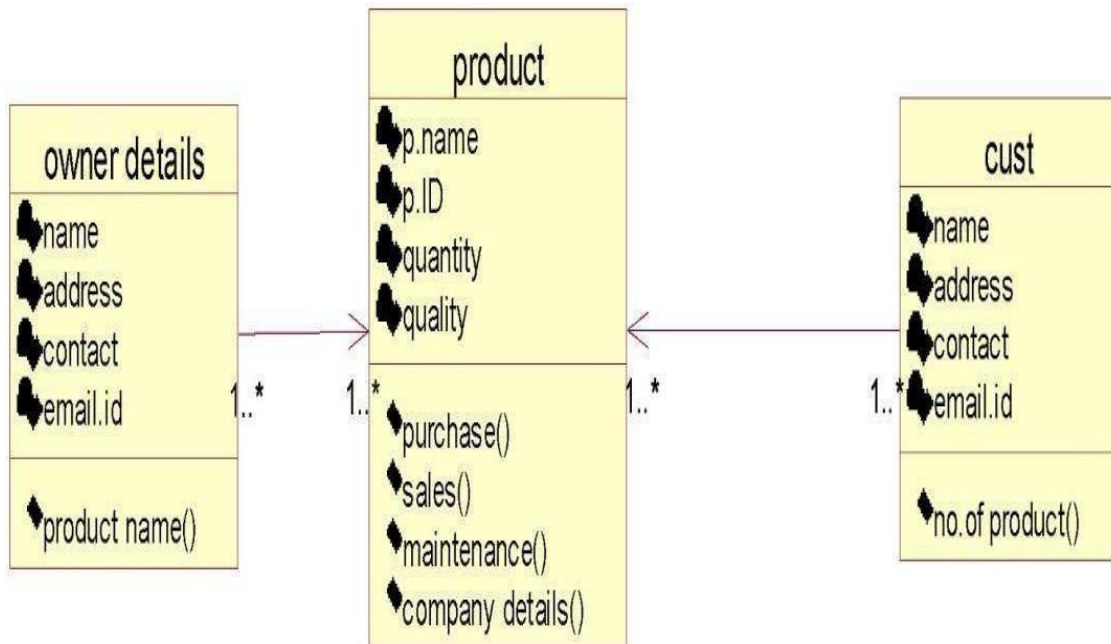 owner details
name
address
contact
email.id
product name()
1..*
1..*
product
p.name
p.ID
quantity
quality
purchase()
sales()
maintenance()
company details()
1..*
1..*
cust
name
address
contact
email.id
no.of product()